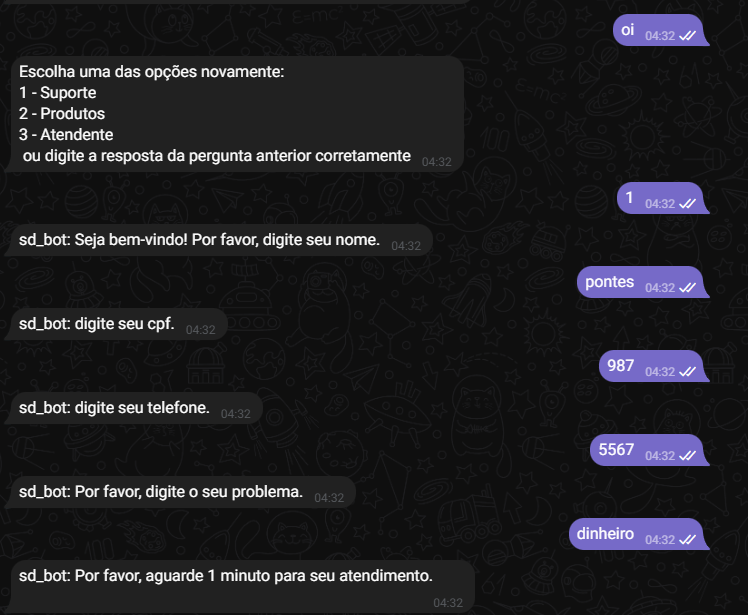 oi 04:32
Escolha uma das opções novamente:
1 - Suporte
2 - Produtos
3 - Atendente
ou digite a resposta da pergunta anterior corretamente 04:32
1 04:32
sd_bot: Seja bem-vindo! Por favor, digite seu nome. 04:32
pontes 04:32
sd_bot: digite seu cpf. 04:32
987 04:32
sd_bot: digite seu telefone. 04:32
5567 04:32
sd_bot: Por favor, digite o seu problema. 04:32
dinheiro 04:32
sd_bot: Por favor, aguarde 1 minuto para seu atendimento.
04:32